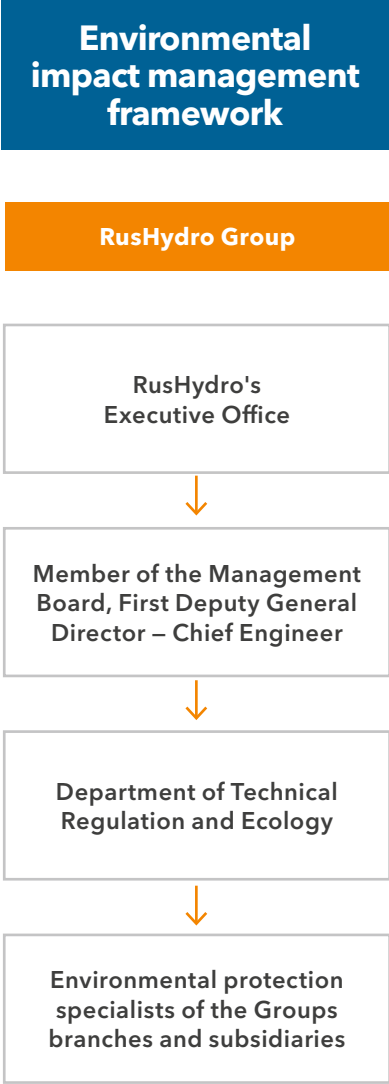 Environmental
impact management
framework
RusHydro Group
RusHydro's
Executive Office
Member of the Management
Board, First Deputy General
Director – Chief Engineer
Department of Technical
Regulation and Ecology
Environmental protection
specialists of the Groups
branches and subsidiaries